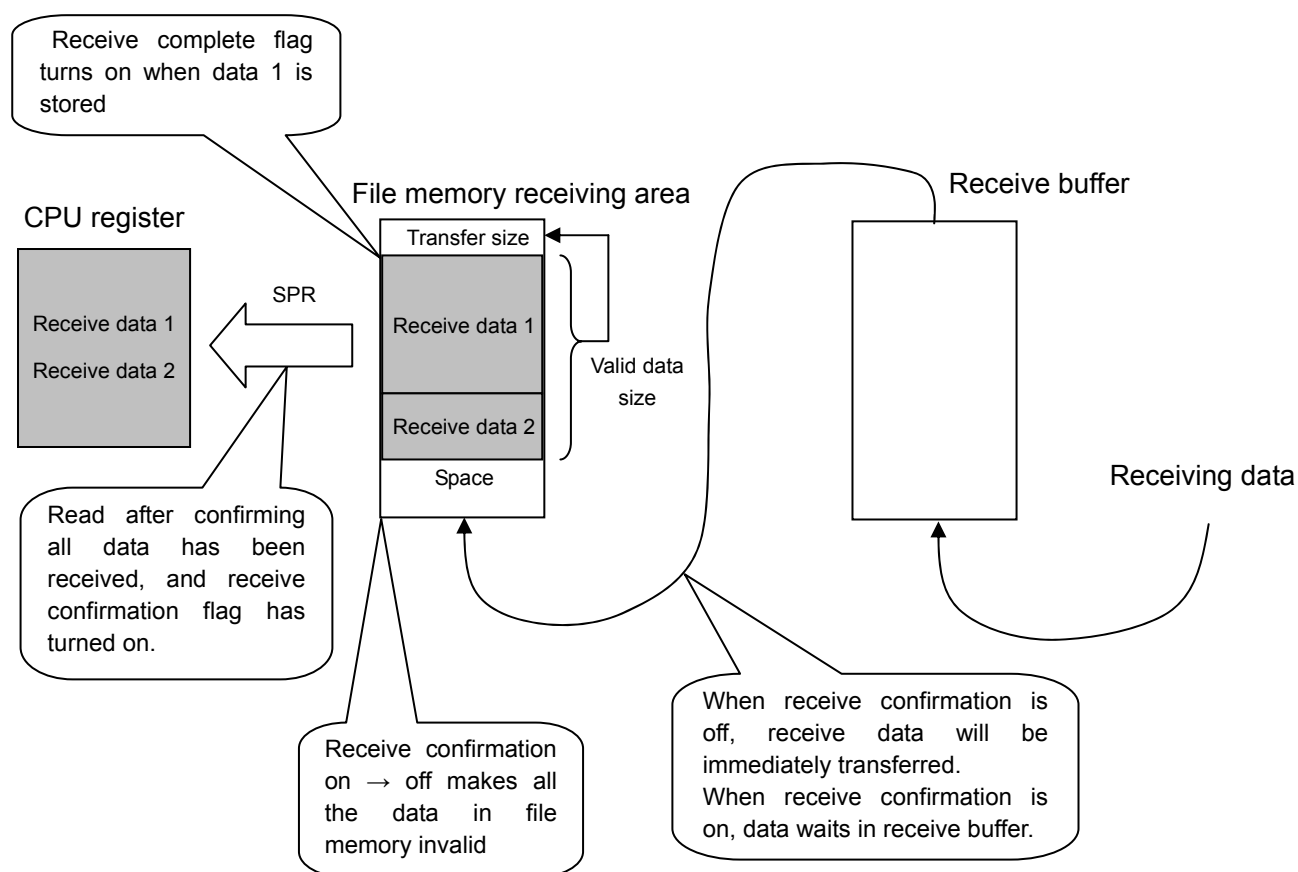 Receive complete flag
turns on when data 1 is
stored
File memory receiving area
Receive buffer
CPU register
Transfer size
SPR
Receive data 1
Receive data 1
Receive data 2
Valid data
size
Receive data 2
Space
Receiving data
Read after confirming
all data has been
received, and receive
confirmation flag has
turned on.
When receive confirmation is
off, receive data will be
immediately transferred.
When receive confirmation is
on, data waits in receive buffer.
Receive confirmation
on → off makes all
the data in file
memory invalid